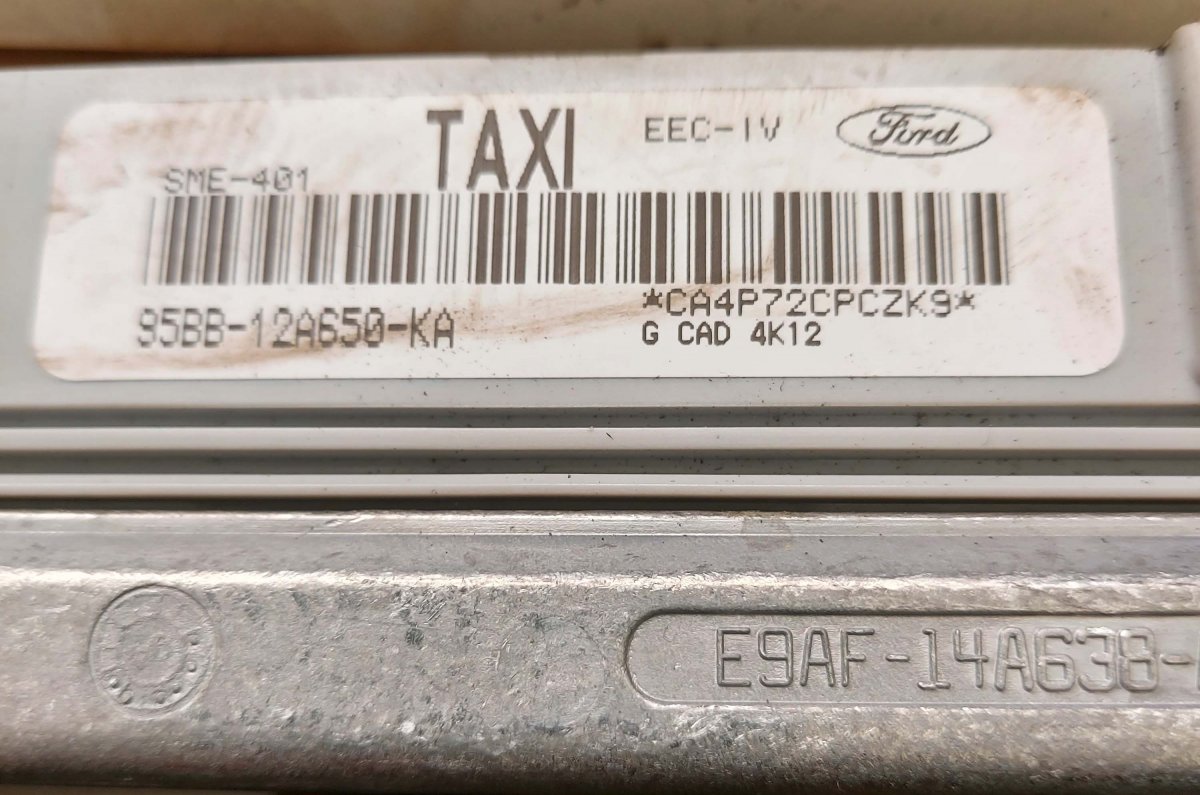 TAXI
EEC-IV
Ford
SME-401
*CA4P72CPCZK9*
95BB-12A650-KA
G CAD 4K12
E9AF-14A638-